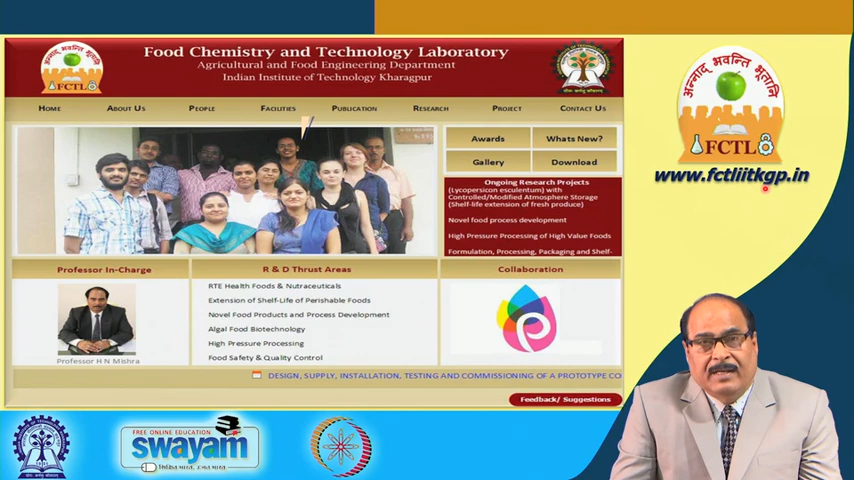 Food Chemistry and Technology Laboratory
Agricultural and Food Engineering Department
Indian Institute of Technology Kharagpur
FCTL
HOME ABOUT US PEOPLE FACILITIES PUBLICATION RESEARCH PROJECT CONTACT US
Awards Whats New?
Gallery Download
Ongoing Research Projects
(Lycopersicon esculentum) with
Controlled/Modified Atmosphere Storage
(Shelf-life extension of fresh produce)
Novel food process development
High Pressure Processing of High Value Foods
Formulation, Processing, Packaging and Shelf-
Professor In-Charge
Professor H N Mishra
R & D Thrust Areas
RTE Health Foods & Nutraceuticals
Extension of Shelf-Life of Perishable Foods
Novel Food Products and Process Development
Algal Food Biotechnology
High Pressure Processing
Food Safety & Quality Control
Collaboration
DESIGN, SUPPLY, INSTALLATION, TESTING AND COMMISSIONING OF A PROTOTYPE CO
Feedback/ Suggestions
अन्नाद् भवन्ति भूतानि
FCTL
www.fctliitkgp.in
FREE ONLINE EDUCATION
swayam
शिक्षित भारत, उन्नत भारत